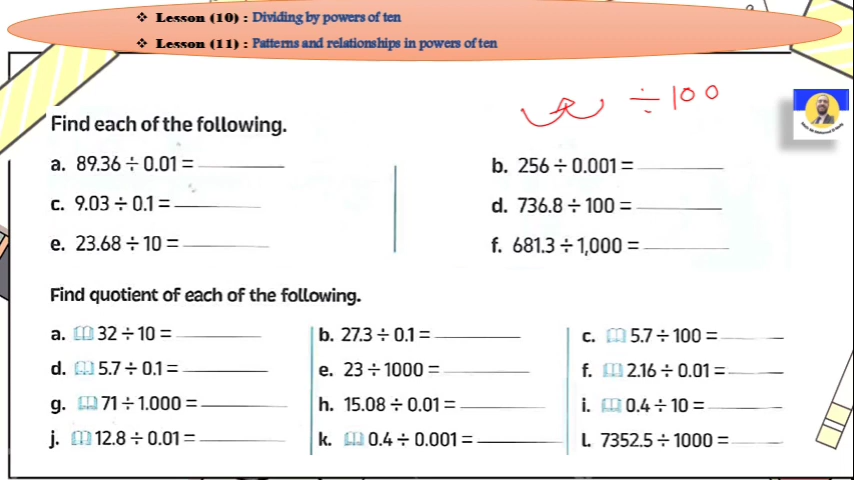 ❖ Lesson (10) : Dividing by powers of ten
❖ Lesson (11) : Patterns and relationships in powers of ten
÷ 100
Find each of the following.
a. 89.36 ÷ 0.01 = ________
b. 256 ÷ 0.001 = ________
c. 9.03 ÷ 0.1 = ________
d. 736.8 ÷ 100 = ________
e. 23.68 ÷ 10 = ________
f. 681.3 ÷ 1,000 = ________
Find quotient of each of the following.
a. 32 ÷ 10 = ________
b. 27.3 ÷ 0.1 = ________
c. 5.7 ÷ 100 = ________
d. 5.7 ÷ 0.1 = ________
e. 23 ÷ 1000 = ________
f. 2.16 ÷ 0.01 = ________
g. 71 ÷ 1.000 = ________
h. 15.08 ÷ 0.01 = ________
i. 0.4 ÷ 10 = ________
j. 12.8 ÷ 0.01 = ________
k. 0.4 ÷ 0.001 = ________
l. 7352.5 ÷ 1000 = ________